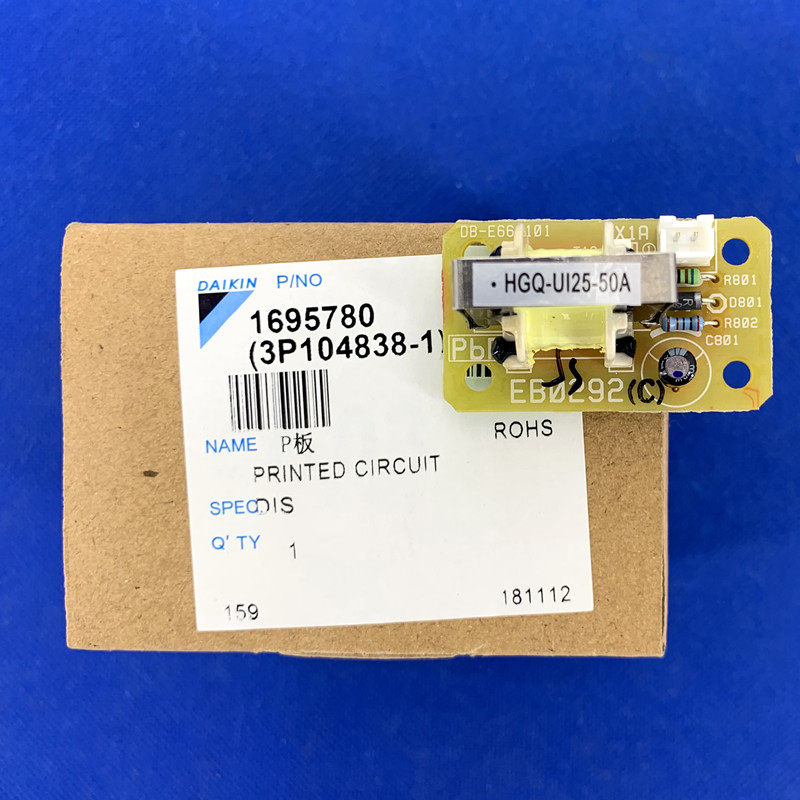 DAIKIN P/NO
1695780
(3P104838-1)
NAME P板
ROHS
PRINTED CIRCUIT
SPEC DIS
Q'TY 1
159
181112
X1A
HGQ-UI25-50A
R801
D801
R802
C801
EB0292(C)
JS